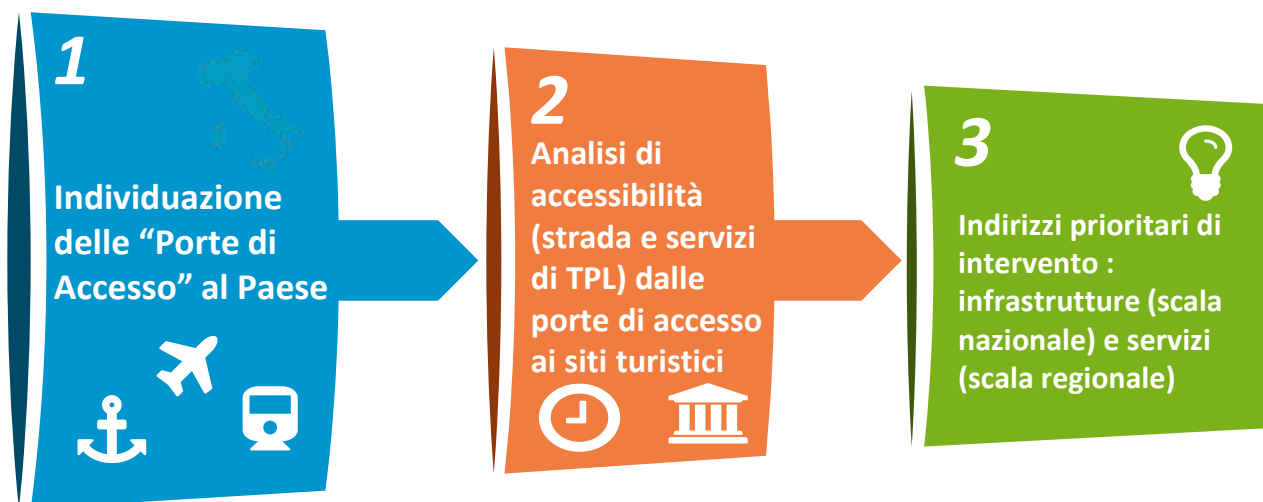 1
Individuazione
delle “Porte di
Accesso” al Paese
2
Analisi di
accessibilità
(strada e servizi
di TPL) dalle
porte di accesso
ai siti turistici
3
Indirizzi prioritari di
intervento :
infrastrutture (scala
nazionale) e servizi
(scala regionale)